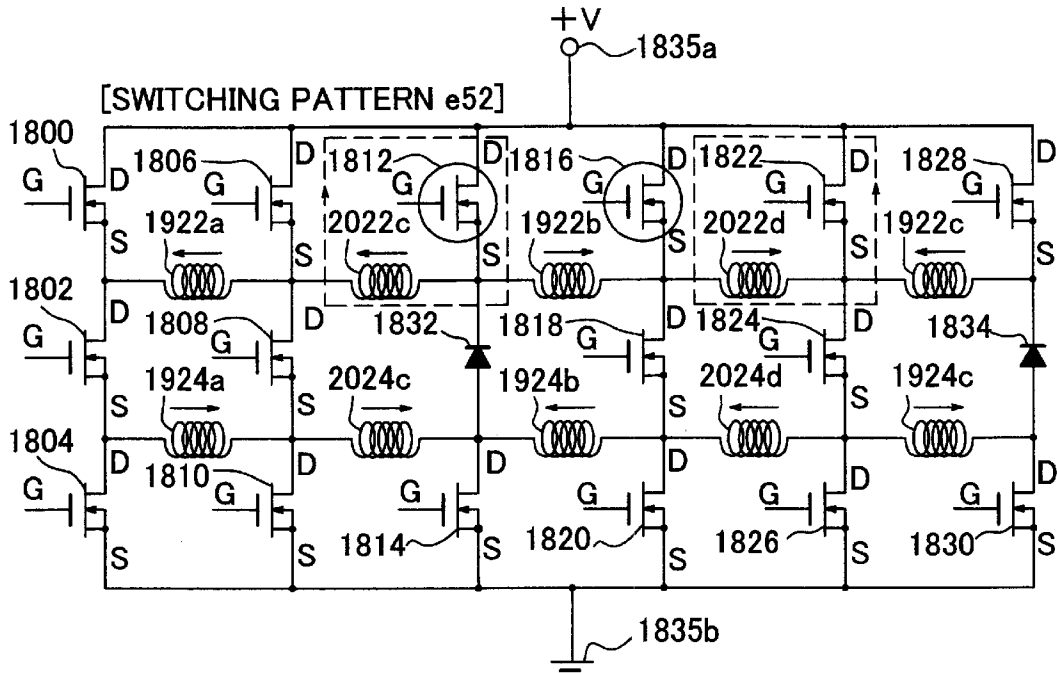 +V
1835a
[SWITCHING PATTERN e52]
1800 1806 D 1812 D 1816 D 1822 D 1828 D
G D G G G G G
S S S S S S
1922a 2022c 1922b 2022d 1922c
1802 D 1808 D 1832 1818 D 1824 D 1834
G G G G
S S S S
1924a 2024c 1924b 2024d 1924c
1804 D 1810 D D D D D
G G G G G G
S S 1814 S 1820 S 1826 S 1830 S
1835b